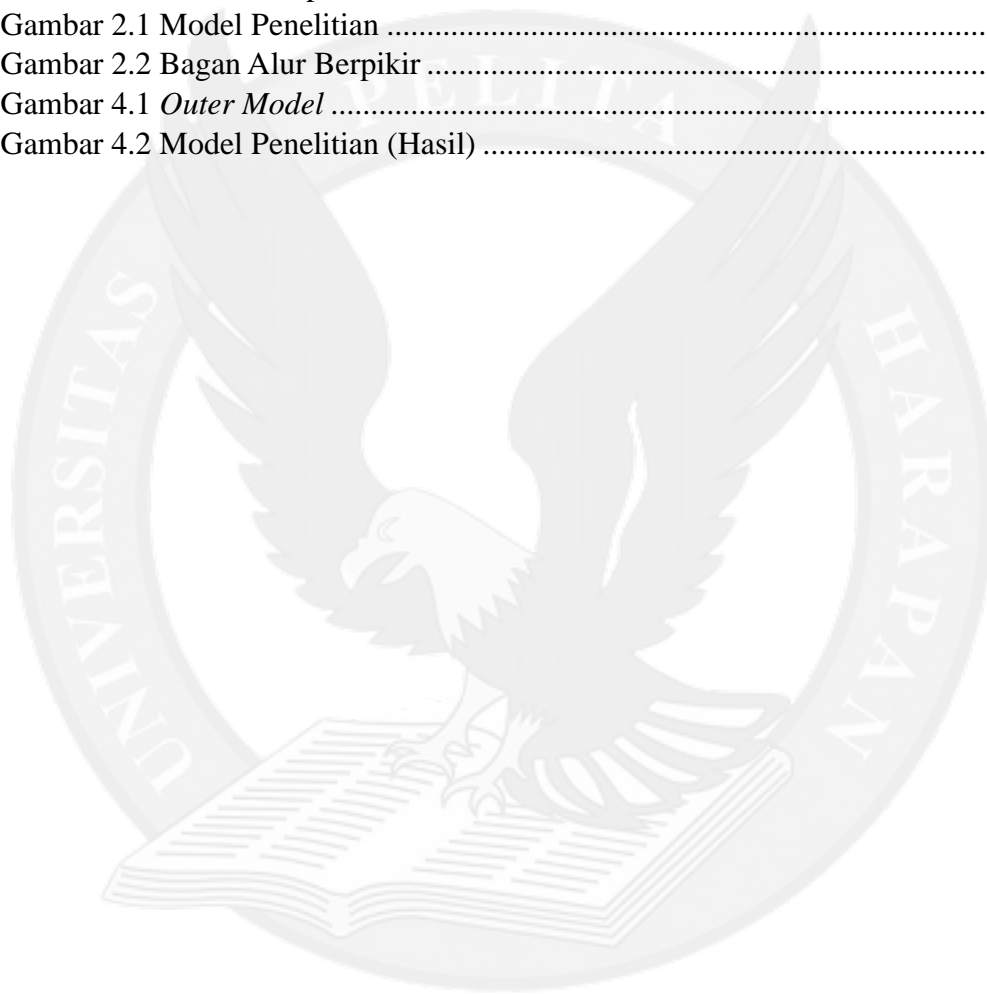 Gambar 2.1 Model Penelitian ...........................................................................
Gambar 2.2 Bagan Alur Berpikir ......................................................................
Gambar 4.1 Outer Model ..................................................................................
Gambar 4.2 Model Penelitian (Hasil) ...............................................................
UNIVERSITAS PELITA HARAPAN